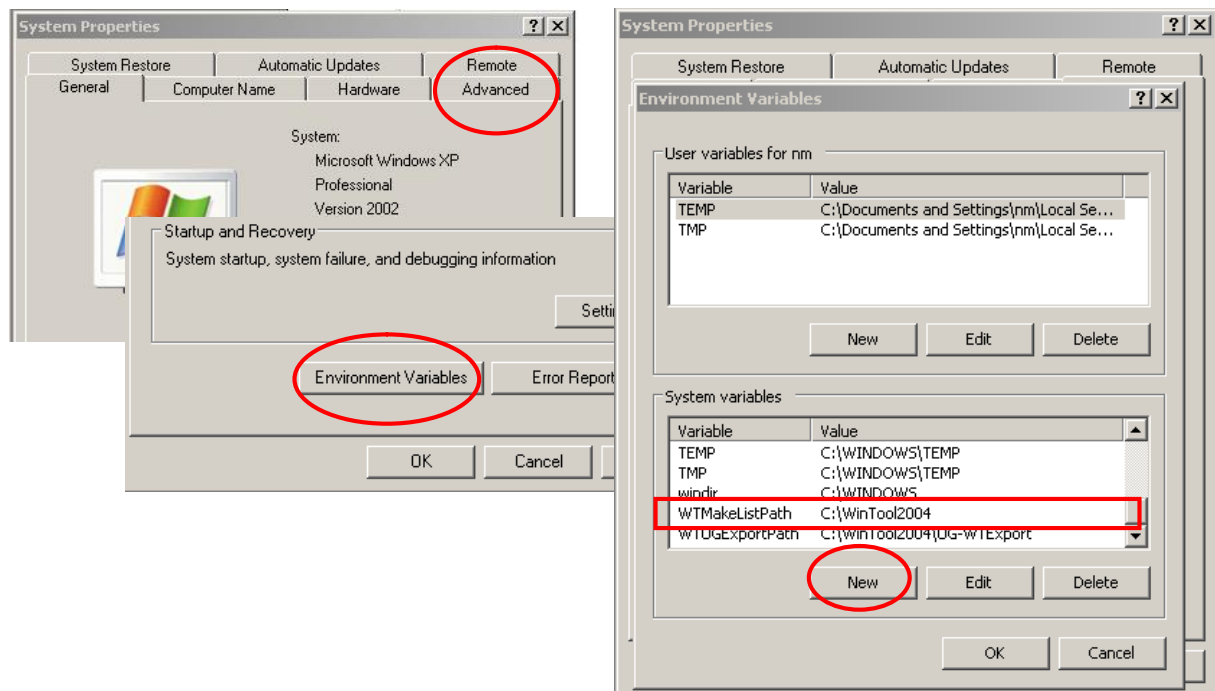 System Properties
? ×
System Restore Automatic Updates Remote
General Computer Name Hardware Advanced
System:
Microsoft Windows XP
Professional
Version 2002
Startup and Recovery
System startup, system failure, and debugging information
Setti
Environment Variables Error Report
OK Cancel
System Properties
? ×
System Restore Automatic Updates Remote
Environment Variables
? ×
User variables for nm
Variable Value
TEMP C:\Documents and Settings\nm\Local Se...
TMP C:\Documents and Settings\nm\Local Se...
New Edit Delete
System variables
Variable Value
TEMP C:\WINDOWS\TEMP
TMP C:\WINDOWS\TEMP
windir C:\WINDOWS
WTMakeListPath C:\WinTool2004
WTUGExportPath C:\WinTool2004\UG-WTExport
New Edit Delete
OK Cancel